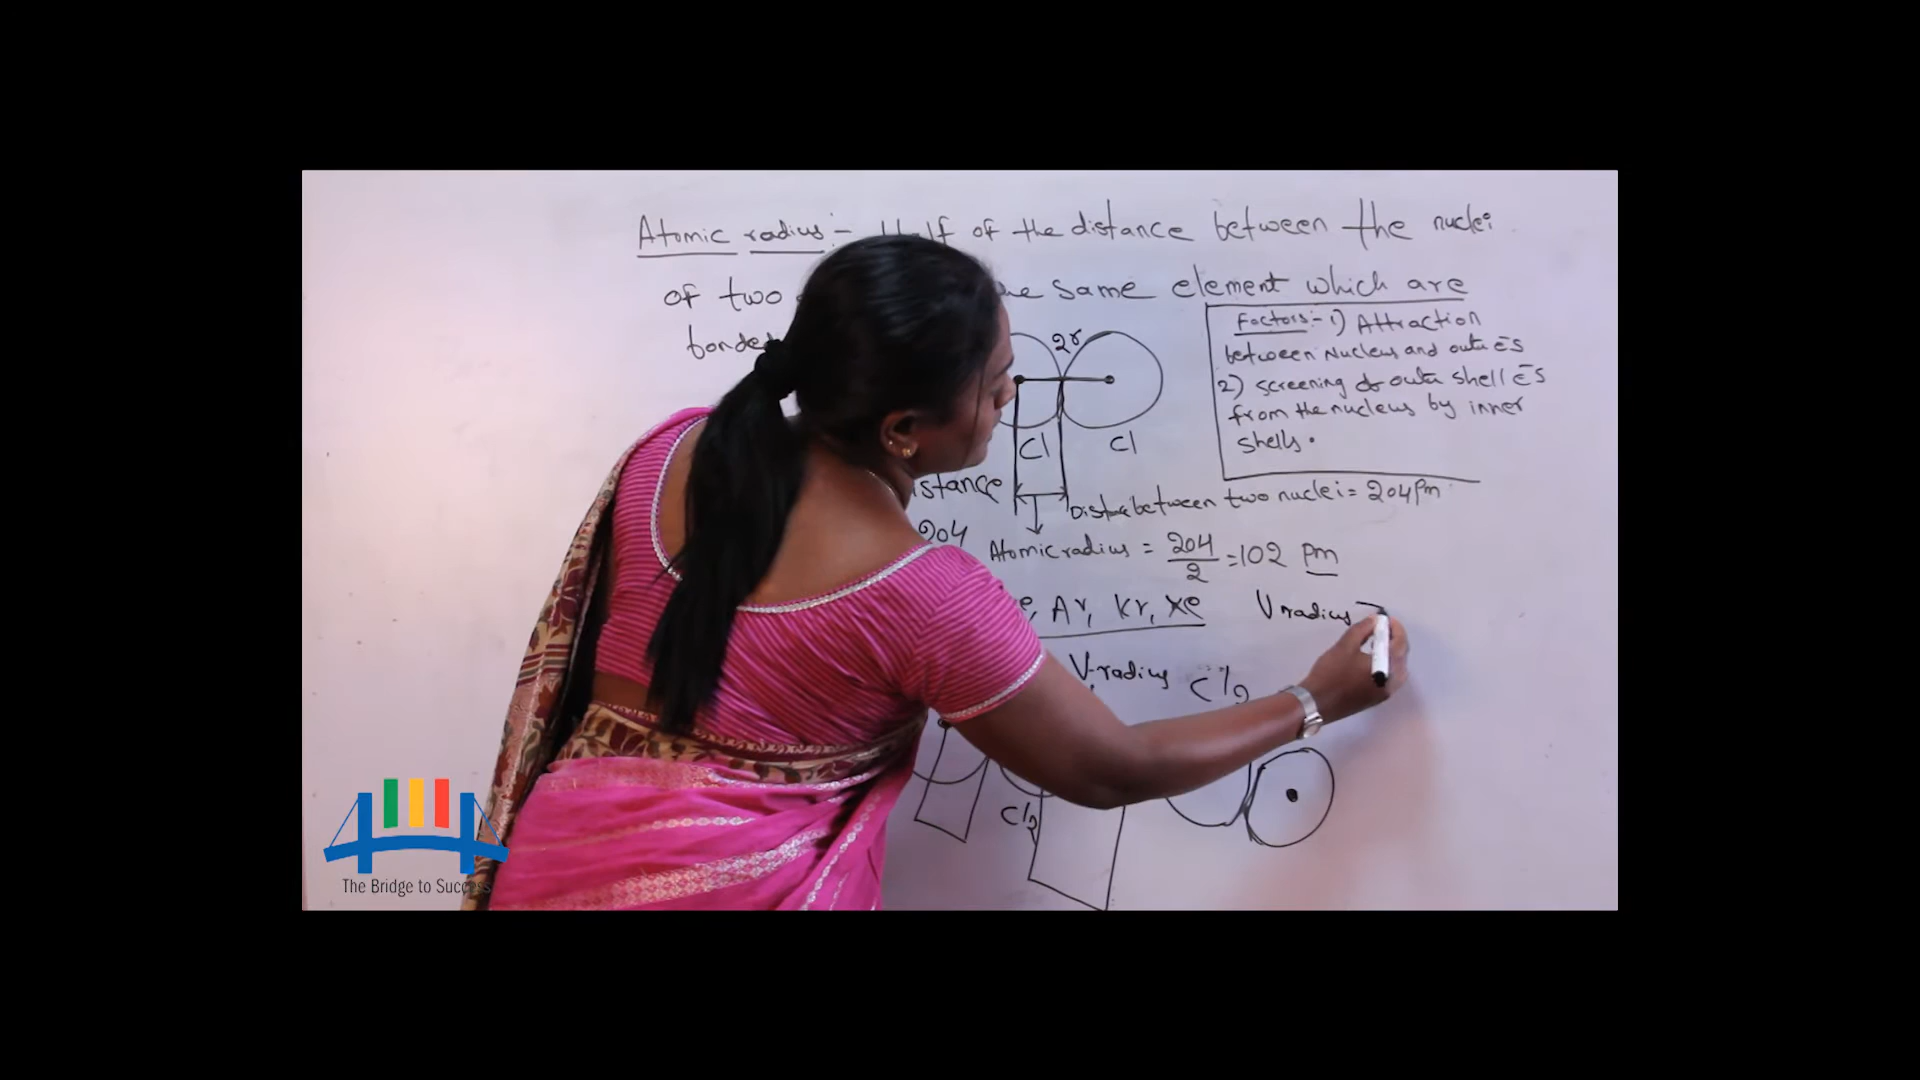 Atomic radius:- Half of the distance between the nuclei
of two same element which are
bonded
2r
Cl Cl
Factors:- 1) Attraction
between Nucleus and outer ēs
2) screening of outer shell ēs
from the nucleus by inner
shells.
istance
Distance between two nuclei = 204 Pm
204
Atomic radius = 204/2 = 102 pm
Ar, Kr, Xe
V radius
V.radius
Cl2
Cl2
The Bridge to Success